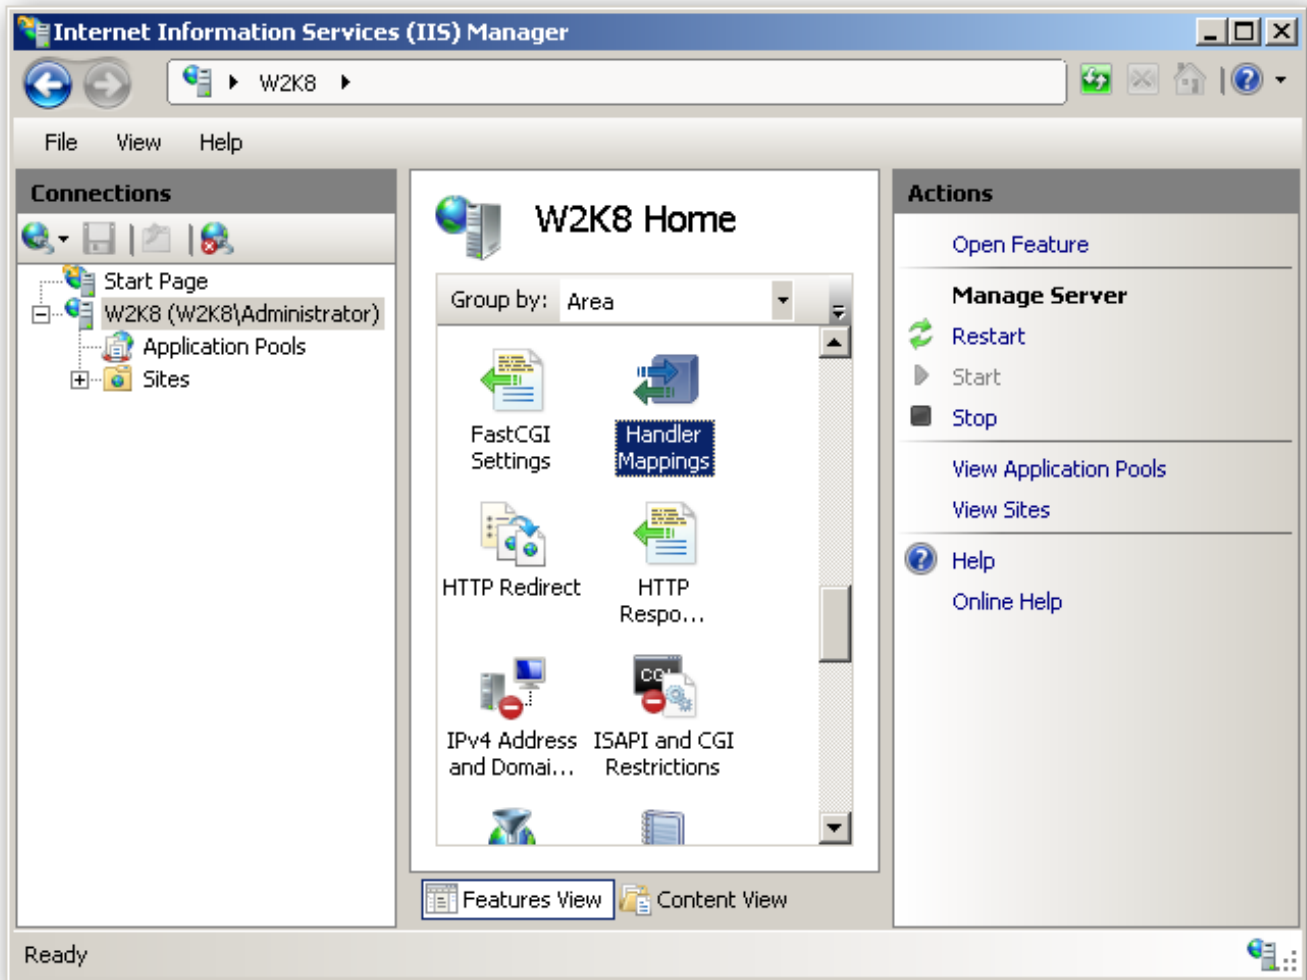 Internet Information Services (IIS) Manager
W2K8
File View Help
Connections
Start Page
W2K8 (W2K8\Administrator)
Application Pools
Sites
W2K8 Home
Group by: Area
FastCGI
Settings
Handler
Mappings
HTTP Redirect
HTTP
Respo...
IPv4 Address
and Domai...
CGI
ISAPI and CGI
Restrictions
Features View Content View
Actions
Open Feature
Manage Server
Restart
Start
Stop
View Application Pools
View Sites
Help
Online Help
Ready